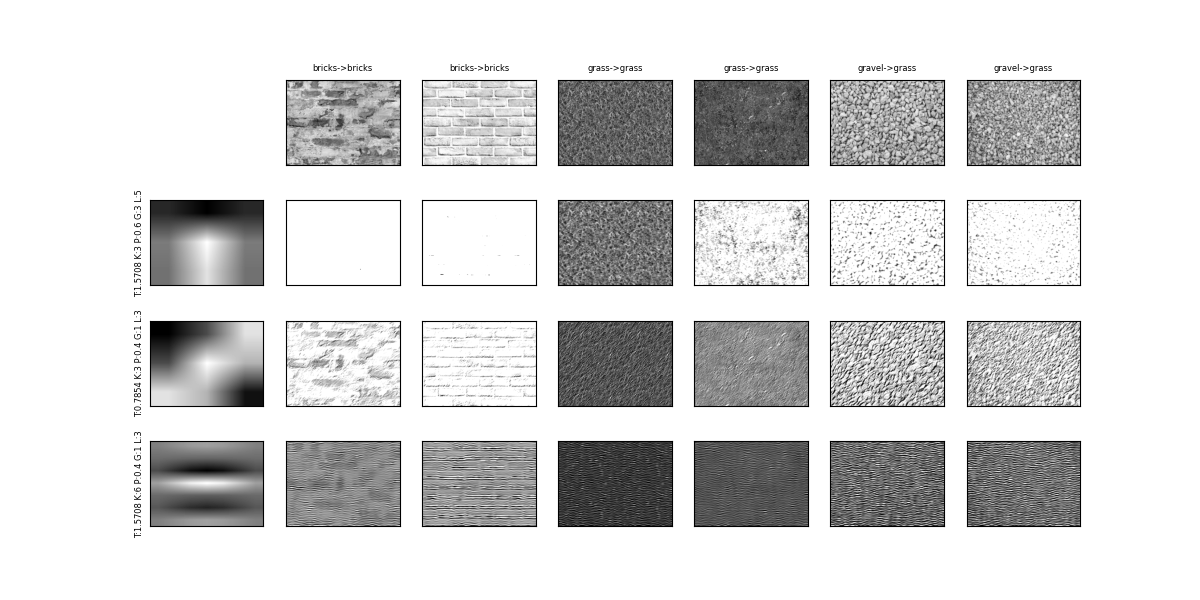 bricks->bricks
bricks->bricks
grass->grass
grass->grass
gravel->grass
gravel->grass
T:1.5708 K:3 P:0.6 G:3 L:5
T:0.7854 K:3 P:0.4 G:1 L:3
T:1.5708 K:6 P:0.4 G:1 L:3